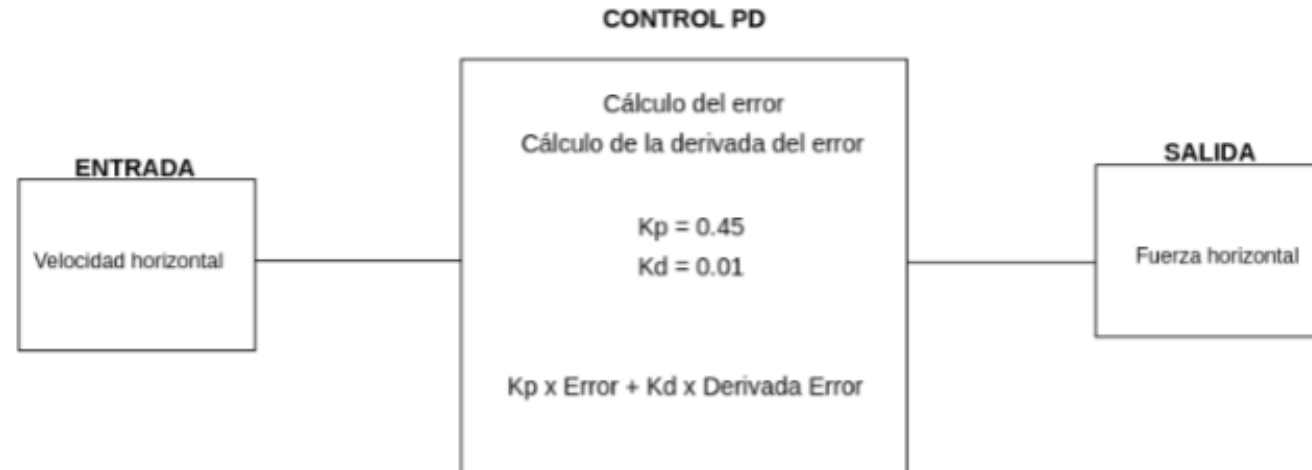 CONTROL PD
Cálculo del error
Cálculo de la derivada del error
ENTRADA
SALIDA
Kp = 0.45
Velocidad horizontal
Fuerza horizontal
Kd = 0.01
Kp x Error + Kd x Derivada Error